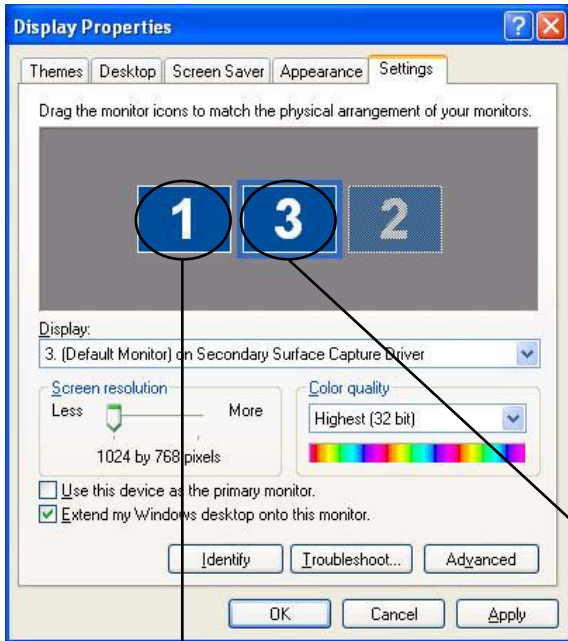 Display Properties
Themes Desktop Screen Saver Appearance Settings
Drag the monitor icons to match the physical arrangement of your monitors.
1 3 2
Display:
3. (Default Monitor) on Secondary Surface Capture Driver
Screen resolution
Less More
1024 by 768 pixels
Color quality
Highest (32 bit)
Use this device as the primary monitor.
Extend my Windows desktop onto this monitor.
Identify Troubleshoot... Advanced
OK Cancel Apply